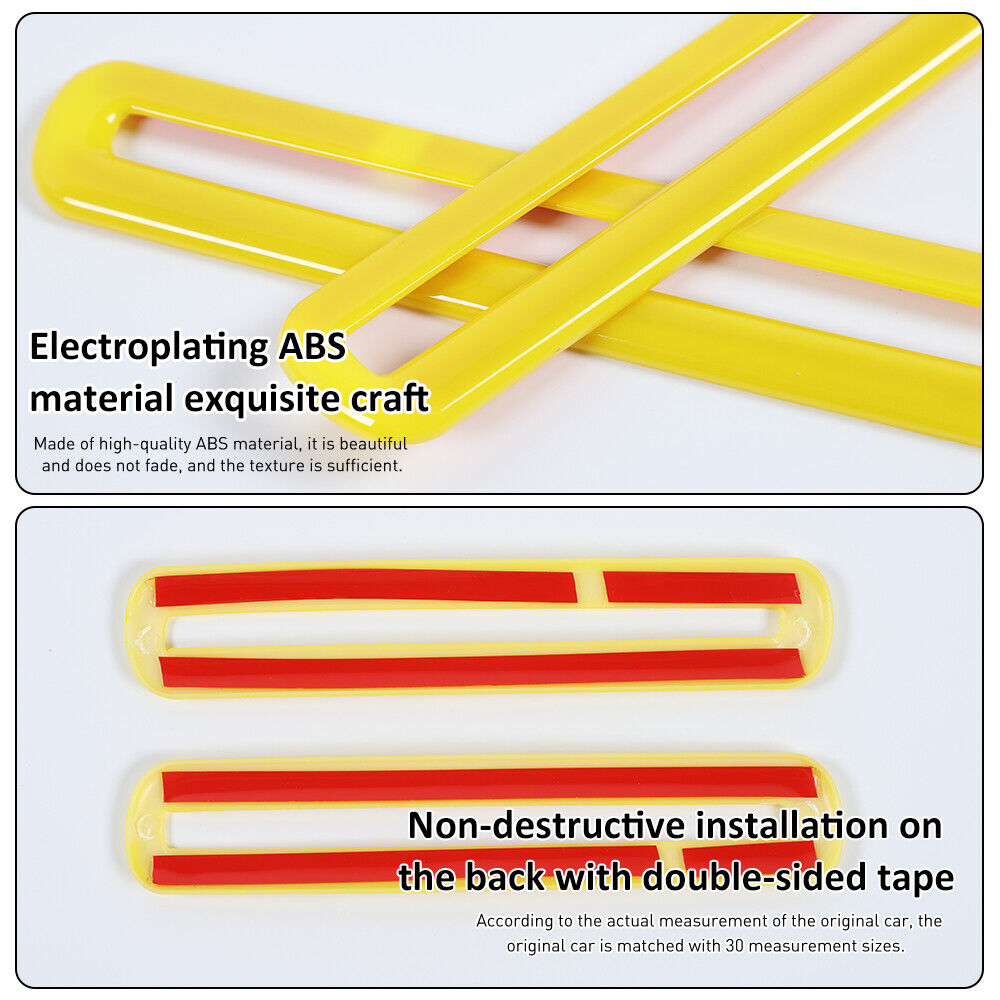 Electroplating ABS
material exquisite craft
Made of high-quality ABS material, it is beautiful
and does not fade, and the texture is sufficient.
Non-destructive installation on
the back with double-sided tape
According to the actual measurement of the original car, the
original car is matched with 30 measurement sizes.